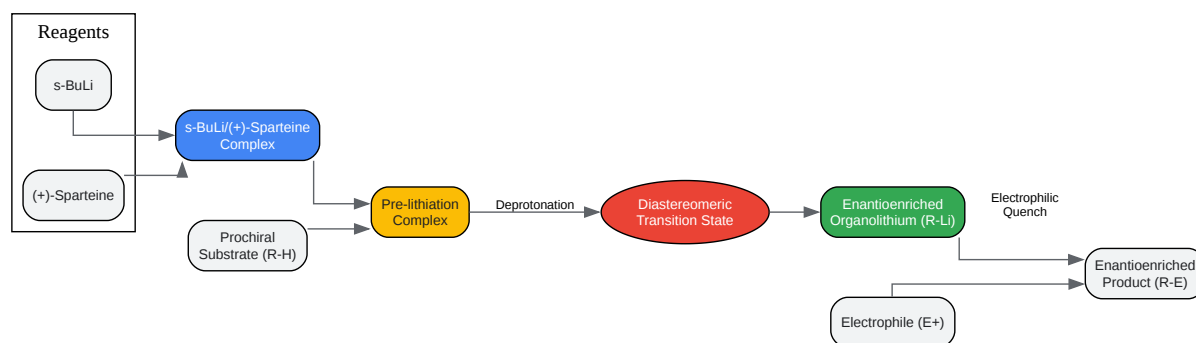 Reagents
s-BuLi
(+)-Sparteine
s-BuLi/(+)-Sparteine
Complex
Prochiral
Substrate (R-H)
Pre-lithiation
Complex
Deprotonation
Diastereomeric
Transition State
Enantioenriched
Organolithium (R-Li)
Electrophilic
Quench
Electrophile (E+)
Enantioenriched
Product (R-E)